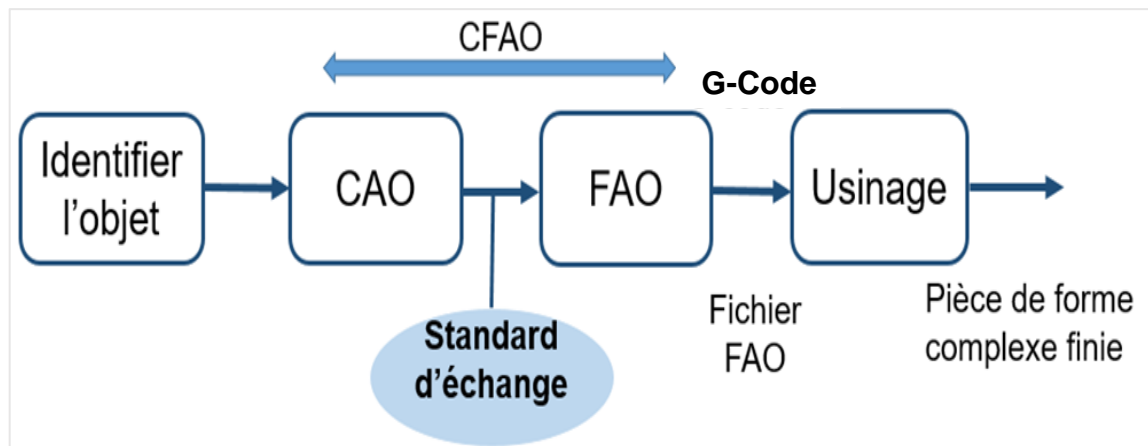 CFAO
G-Code
Identifier
l'objet
CAO
FAO
Usinage
Standard
d'échange
Fichier
FAO
Pièce de forme
complexe finie